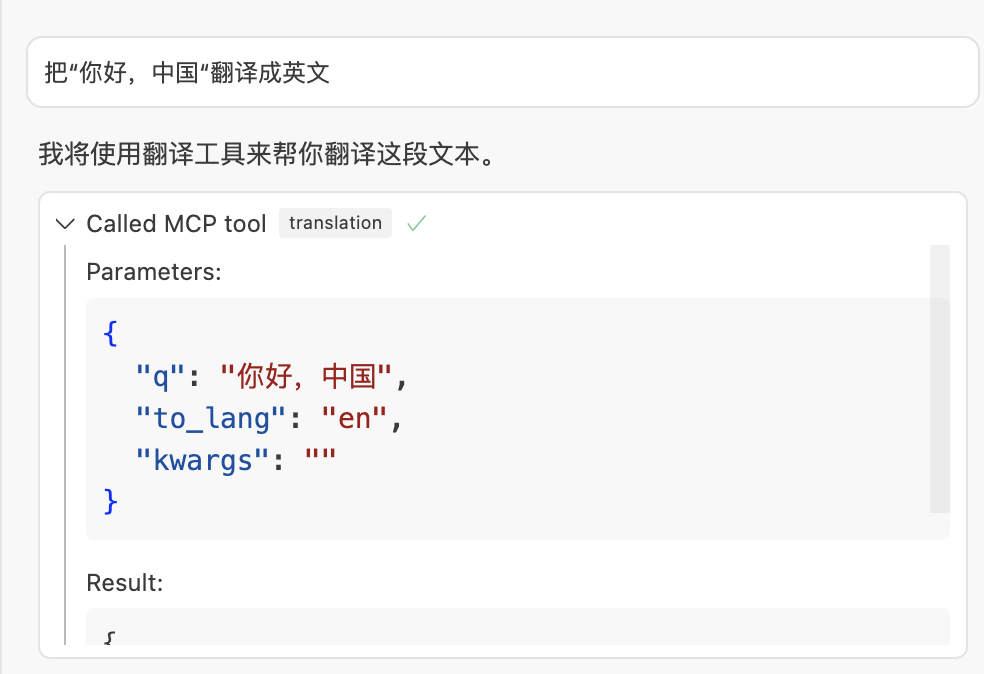 把“你好，中国“翻译成英文
我将使用翻译工具来帮你翻译这段文本。
Called MCP tool translation
Parameters:
{
"q": "你好，中国",
"to_lang": "en",
"kwargs": ""
}
Result:
{